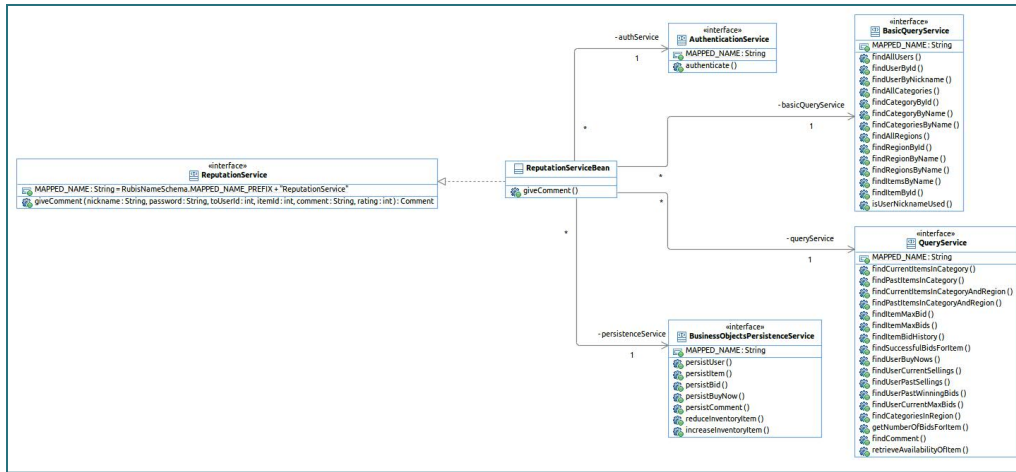 «interface»
ReputationService
MAPPED_NAME : String = RubisNameSchema.MAPPED_NAME_PREFIX + "ReputationService"
giveComment ( nickname : String, password : String, toUserId : int, itemId : int, comment : String, rating : int ) : Comment
ReputationServiceBean
giveComment ( )
-authService
1
*
«interface»
AuthenticationService
MAPPED_NAME : String
authenticate ( )
-basicQueryService
1
*
«interface»
BasicQueryService
MAPPED_NAME : String
findAllUsers ( )
findUserById ( )
findUserByNickname ( )
findAllCategories ( )
findCategoryById ( )
findCategoryByName ( )
findCategoriesByName ( )
findAllRegions ( )
findRegionById ( )
findRegionByName ( )
findRegionsByName ( )
findItemsByName ( )
findItemById ( )
isUserNicknameUsed ( )
-queryService
1
*
«interface»
QueryService
MAPPED_NAME : String
findCurrentItemsInCategory ( )
findPastItemsInCategory ( )
findCurrentItemsInCategoryAndRegion ( )
findPastItemsInCategoryAndRegion ( )
findItemMaxBid ( )
findItemMaxBids ( )
findItemBidHistory ( )
findSuccessfulBidsForItem ( )
findUserBuyNows ( )
findUserCurrentSellings ( )
findUserPastSellings ( )
findUserPastWinningBids ( )
findUserCurrentMaxBids ( )
findCategoriesInRegion ( )
getNumberOfBidsForItem ( )
findComment ( )
retrieveAvailabilityOfItem ( )
-persistenceService
1
*
«interface»
BusinessObjectsPersistenceService
MAPPED_NAME : String
persistUser ( )
persistItem ( )
persistBid ( )
persistBuyNow ( )
persistComment ( )
reduceInventoryItem ( )
increaseInventoryItem ( )